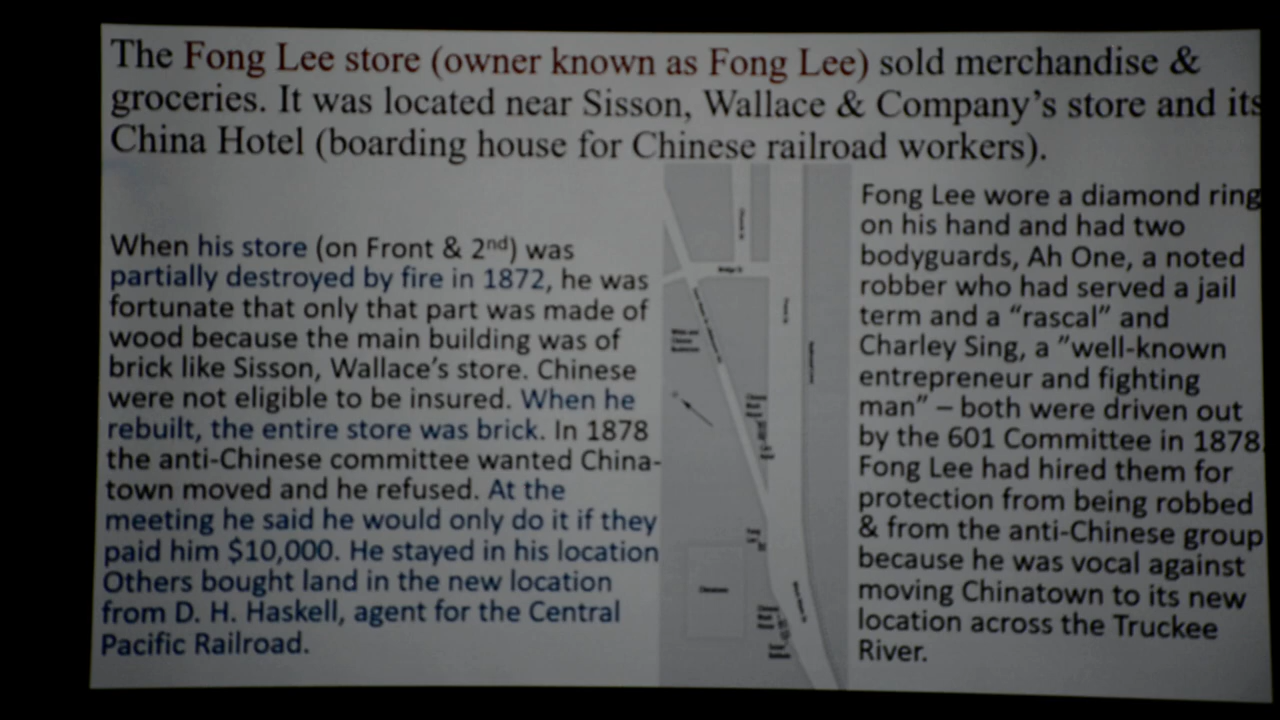 The Fong Lee store (owner known as Fong Lee) sold merchandise &
groceries. It was located near Sisson, Wallace & Company's store and its
China Hotel (boarding house for Chinese railroad workers).
When his store (on Front & 2nd) was
partially destroyed by fire in 1872, he was
fortunate that only that part was made of
wood because the main building was of
brick like Sisson, Wallace's store. Chinese
were not eligible to be insured. When he
rebuilt, the entire store was brick. In 1878
the anti-Chinese committee wanted China-
town moved and he refused. At the
meeting he said he would only do it if they
paid him $10,000. He stayed in his location
Others bought land in the new location
from D. H. Haskell, agent for the Central
Pacific Railroad.
Fong Lee wore a diamond ring
on his hand and had two
bodyguards, Ah One, a noted
robber who had served a jail
term and a "rascal" and
Charley Sing, a "well-known
entrepreneur and fighting
man" – both were driven out
by the 601 Committee in 1878.
Fong Lee had hired them for
protection from being robbed
& from the anti-Chinese group
because he was vocal against
moving Chinatown to its new
location across the Truckee
River.